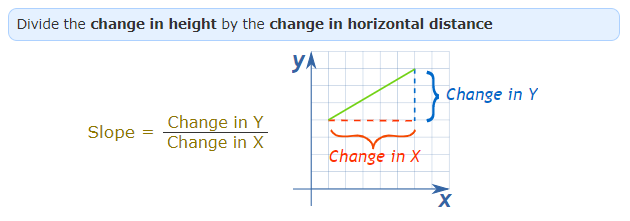 Divide the change in height by the change in horizontal distance
y
Change in Y
Slope = Change in Y
Change in X
Change in X
X